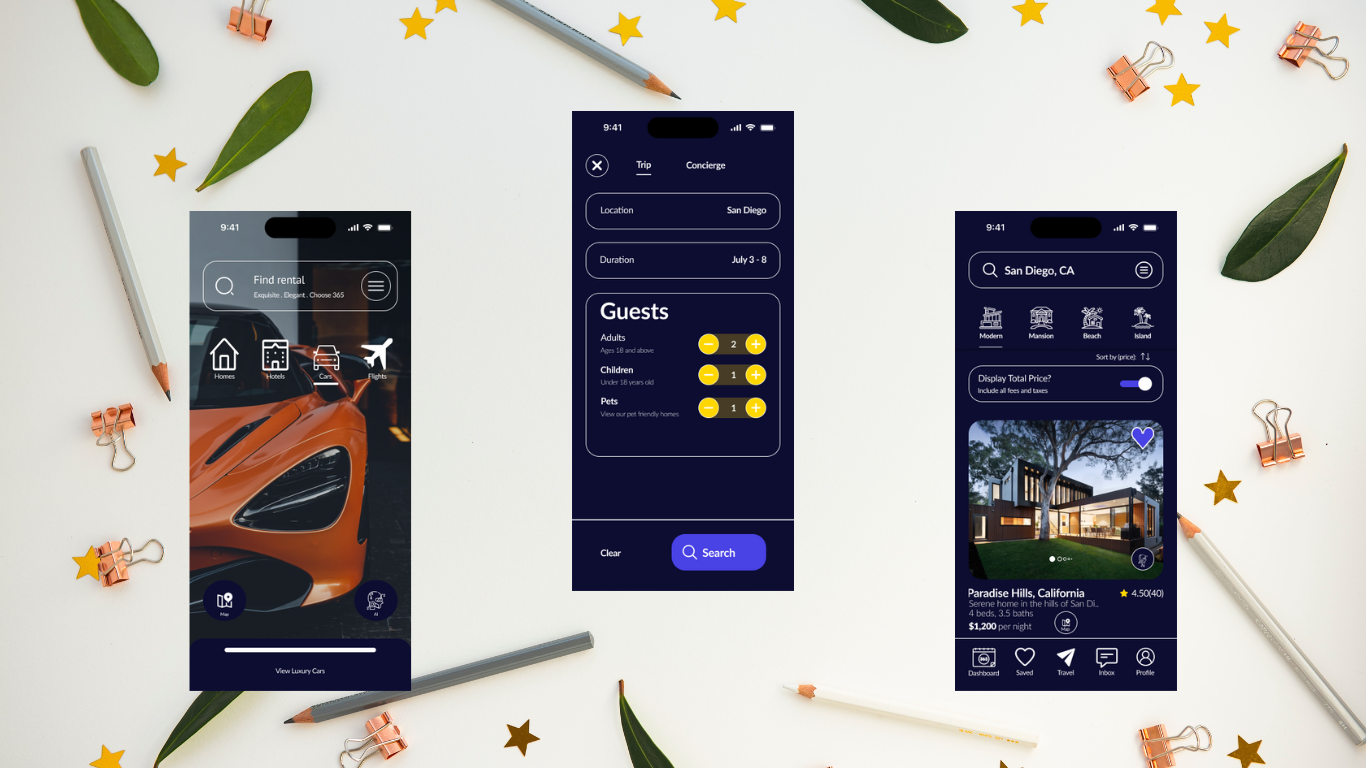 9:41
Find rental
Exquisite . Elegant . Choose 365
Homes
Hotels
Cars
Flights
Map
AI
View Luxury Cars
9:41
Trip
Concierge
Location
San Diego
Duration
July 3 - 8
Guests
Adults
Ages 18 and above
2
Children
Under 18 years old
1
Pets
View our pet friendly homes
1
Clear
Search
9:41
San Diego, CA
Modern
Mansion
Beach
Island
Sort by (price):
Display Total Price?
Include all fees and taxes
Paradise Hills, California
4.50(40)
Serene home in the hills of San Di..
4 beds, 3.5 baths
$1,200 per night
Map
Dashboard
Saved
Travel
Inbox
Profile